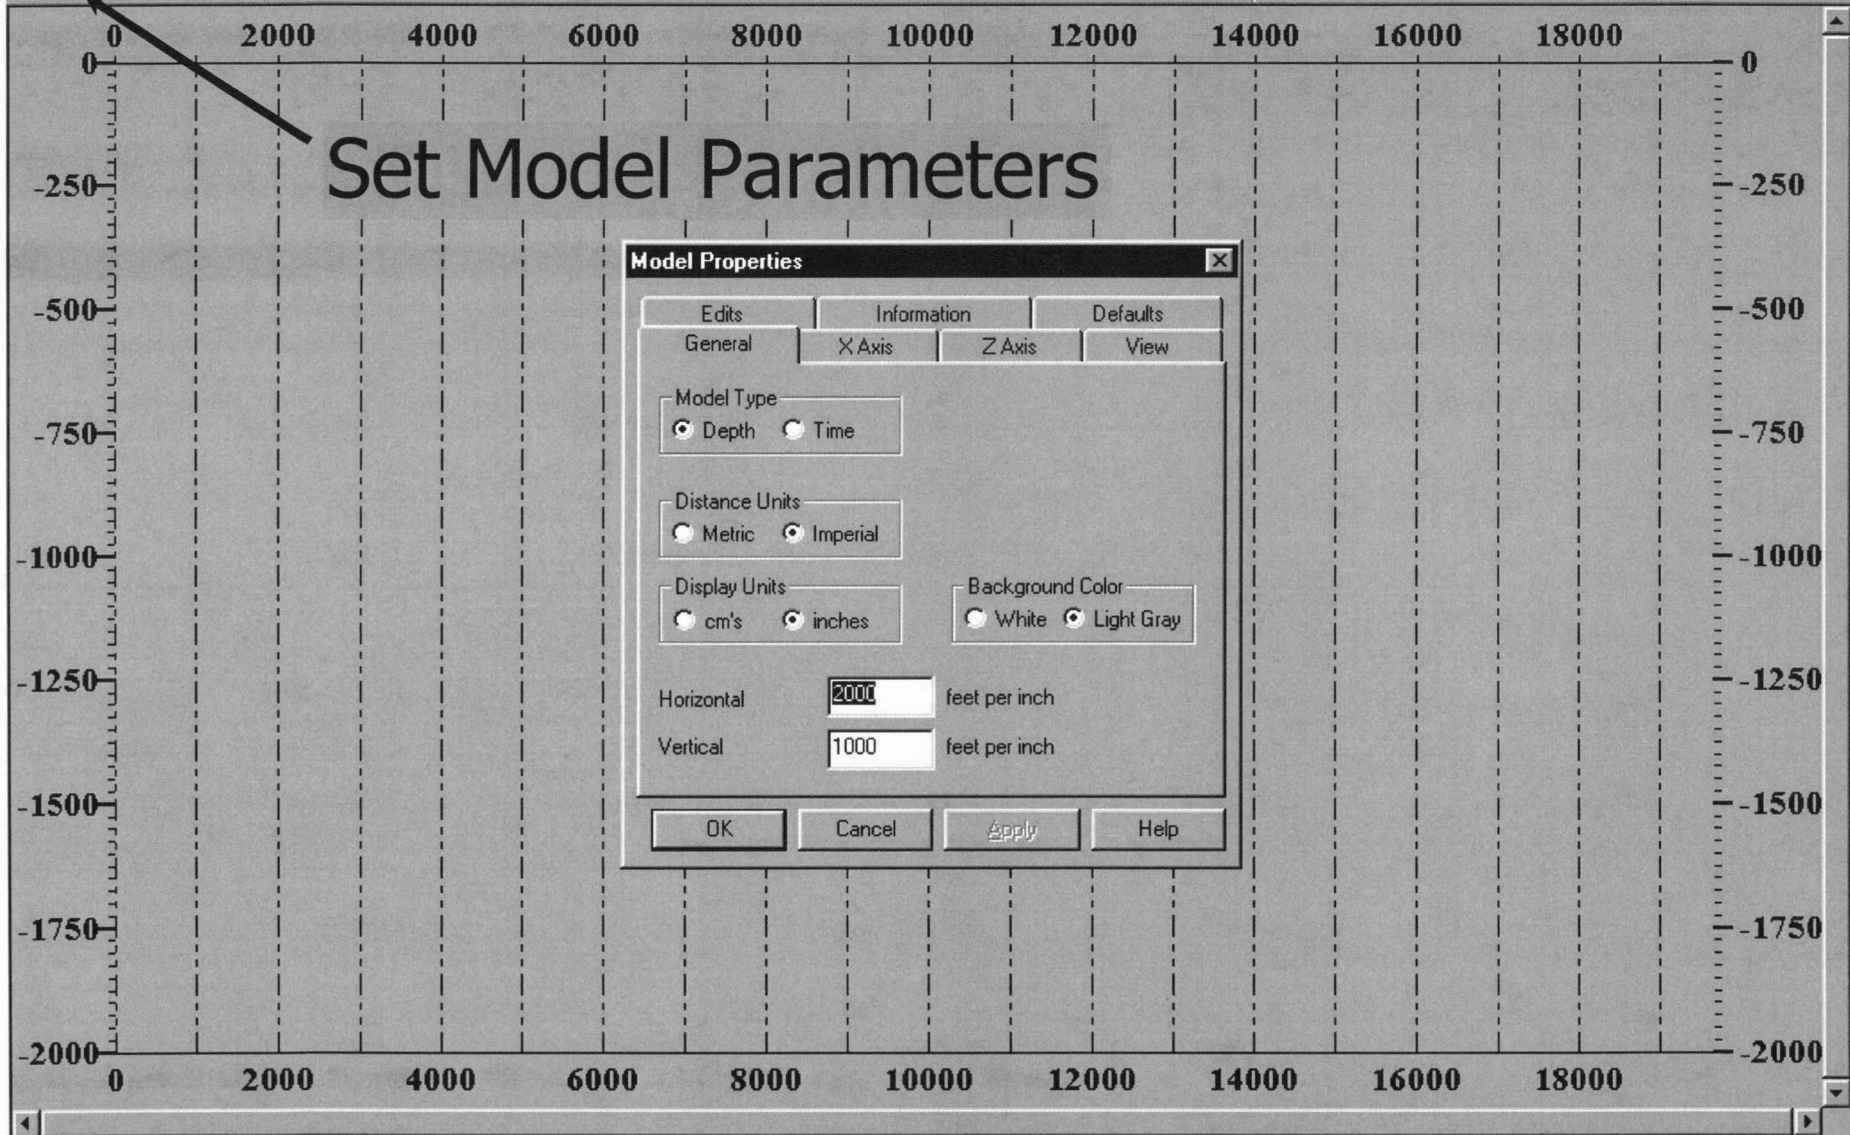 0 2000 4000 6000 8000 10000 12000 14000 16000 18000
0 0
Set Model Parameters
-250 -250
Model Properties
-500 Edits Information Defaults -500
General X Axis Z Axis View
Model Type
-750 Depth Time -750
Distance Units
Metric Imperial
-1000 -1000
Display Units Background Color
cm's inches White Light Gray
-1250 Horizontal 2000 feet per inch -1250
Vertical 1000 feet per inch
-1500 -1500
OK Cancel Apply Help
-1750 -1750
-2000 -2000
0 2000 4000 6000 8000 10000 12000 14000 16000 18000